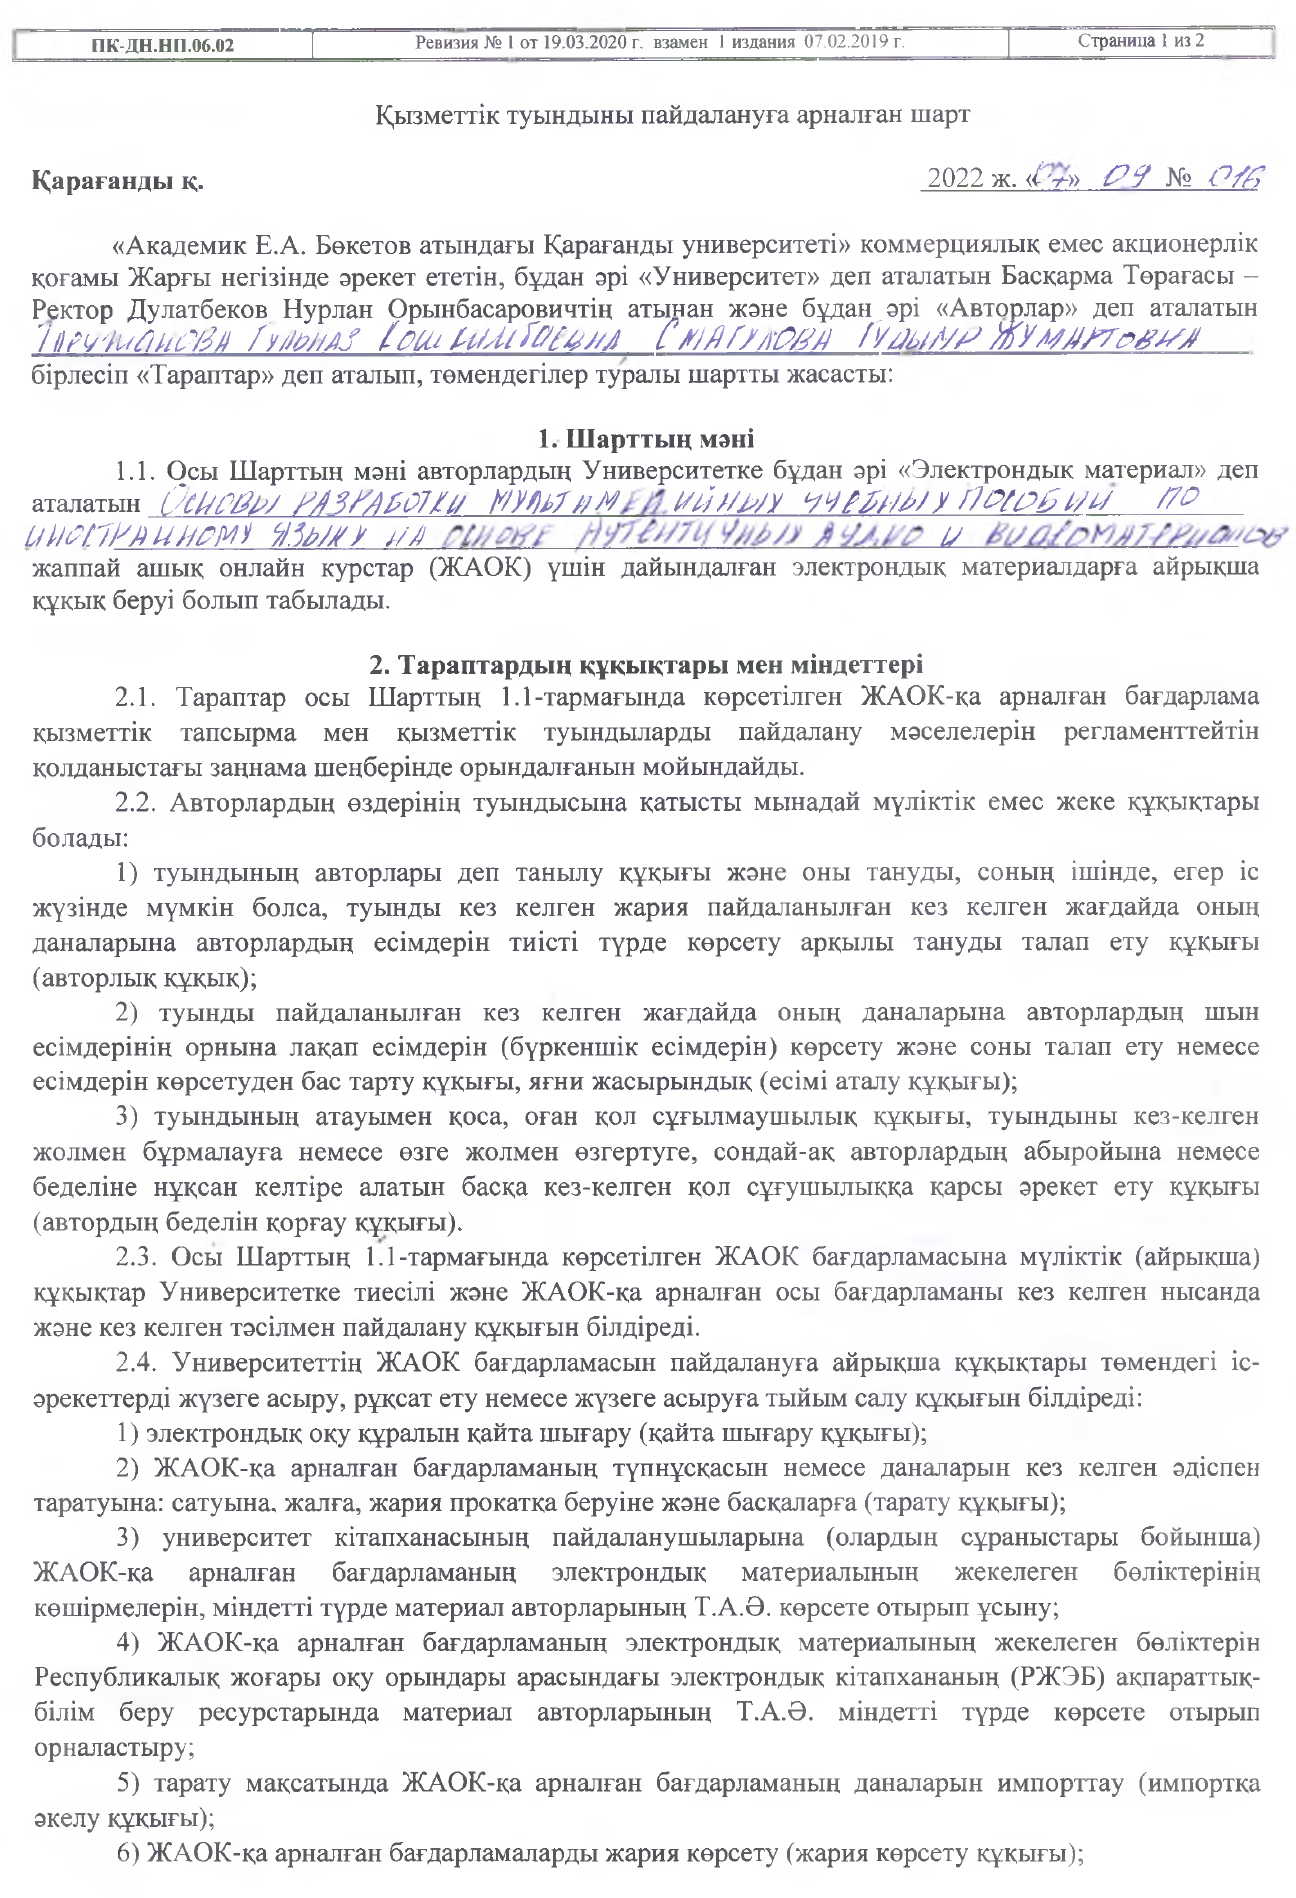 ПК-ДН.НП.06.02 Ревизия № 1 от 19.03.2020 г. взамен 1 издания 07.02.2019 г. Страница 1 из 2
Қызметтік туындыны пайдалануға арналған шарт
Қарағанды қ. 2022 ж. «07» 09 № 016
«Академик Е.А. Бөкетов атындағы Қарағанды университеті» коммерциялық емес акционерлік
қоғамы Жарғы негізінде әрекет ететін, бұдан әрі «Университет» деп аталатын Басқарма Төрағасы –
Ректор Дулатбеков Нурлан Орынбасаровичтің атынан және бұдан әрі «Авторлар» деп аталатын
Таружанова Гульназ Кошкимбаевна Смагулова Гудымр Жумартовна
бірлесіп «Тараптар» деп аталып, төмендегілер туралы шартты жасасты:
1. Шарттың мәні
1.1. Осы Шарттың мәні авторлардың Университетке бұдан әрі «Электрондық материал» деп
аталатын Основы разработки мультимедийных учебных пособий по
иностранному языку на основе аутентичных аудио и видеоматериалов
жаппай ашық онлайн курстар (ЖАОК) үшін дайындалған электрондық материалдарға айрықша
құқық беруі болып табылады.
2. Тараптардың құқықтары мен міндеттері
2.1. Тараптар осы Шарттың 1.1-тармағында көрсетілген ЖАОК-қа арналған бағдарлама
қызметтік тапсырма мен қызметтік туындыларды пайдалану мәселелерін регламенттейтін
қолданыстағы заңнама шеңберінде орындалғанын мойындайды.
2.2. Авторлардың өздерінің туындысына қатысты мынадай мүліктік емес жеке құқықтары
болады:
1) туындының авторлары деп танылу құқығы және оны тануды, соның ішінде, егер іс
жүзінде мүмкін болса, туынды кез келген жария пайдаланылған кез келген жағдайда оның
даналарына авторлардың есімдерін тиісті түрде көрсету арқылы тануды талап ету құқығы
(авторлық құқық);
2) туынды пайдаланылған кез келген жағдайда оның даналарына авторлардың шын
есімдерінің орнына лақап есімдерін (бүркеншік есімдерін) көрсету және соны талап ету немесе
есімдерін көрсетуден бас тарту құқығы, яғни жасырындық (есімі аталу құқығы);
3) туындының атауымен қоса, оған қол сұғылмаушылық құқығы, туындыны кез-келген
жолмен бұрмалауға немесе өзге жолмен өзгертуге, сондай-ақ авторлардың абыройына немесе
беделіне нұқсан келтіре алатын басқа кез-келген қол сұғушылыққа қарсы әрекет ету құқығы
(автордың беделін қорғау құқығы).
2.3. Осы Шарттың 1.1-тармағында көрсетілген ЖАОК бағдарламасына мүліктік (айрықша)
құқықтар Университетке тиесілі және ЖАОК-қа арналған осы бағдарламаны кез келген нысанда
және кез келген тәсілмен пайдалану құқығын білдіреді.
2.4. Университеттің ЖАОК бағдарламасын пайдалануға айрықша құқықтары төмендегі іс-
әрекеттерді жүзеге асыру, рұқсат ету немесе жүзеге асыруға тыйым салу құқығын білдіреді:
1) электрондық оқу құралын қайта шығару (қайта шығару құқығы);
2) ЖАОК-қа арналған бағдарламаның түпнұсқасын немесе даналарын кез келген әдіспен
таратуына: сатуына, жалға, жария прокатқа беруіне және басқаларға (тарату құқығы);
3) университет кітапханасының пайдаланушыларына (олардың сұраныстары бойынша)
ЖАОК-қа арналған бағдарламаның электрондық материалының жекелеген бөліктерінің
көшірмелерін, міндетті түрде материал авторларының Т.А.Ә. көрсете отырып ұсыну;
4) ЖАОК-қа арналған бағдарламаның электрондық материалының жекелеген бөліктерін
Республикалық жоғары оқу орындары арасындағы электрондық кітапхананың (РЖЭБ) ақпараттық-
білім беру ресурстарында материал авторларының Т.А.Ә. міндетті түрде көрсете отырып
орналастыру;
5) тарату мақсатында ЖАОК-қа арналған бағдарламаның даналарын импорттау (импортқа
әкелу құқығы);
6) ЖАОК-қа арналған бағдарламаларды жария көрсету (жария көрсету құқығы);